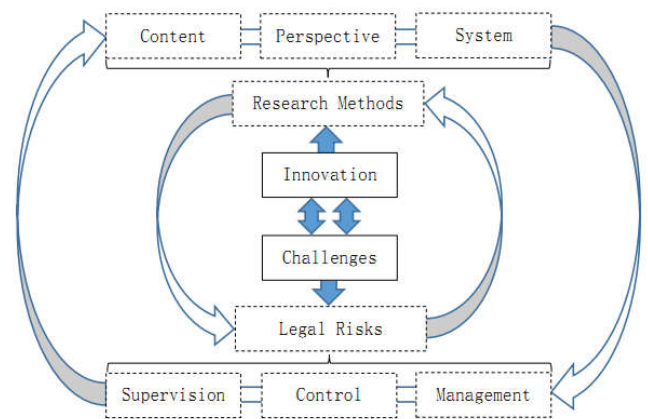 Content Perspective System
Research Methods
Innovation
Challenges
Legal Risks
Supervision Control Management